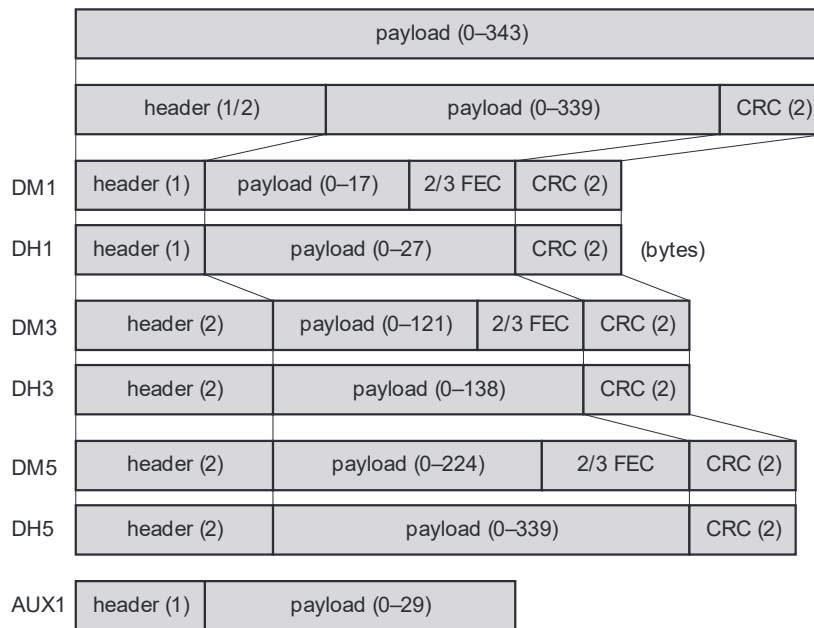 payload (0–343)
header (1/2) payload (0–339) CRC (2)
DM1 header (1) payload (0–17) 2/3 FEC CRC (2)
DH1 header (1) payload (0–27) CRC (2) (bytes)
DM3 header (2) payload (0–121) 2/3 FEC CRC (2)
DH3 header (2) payload (0–138) CRC (2)
DM5 header (2) payload (0–224) 2/3 FEC CRC (2)
DH5 header (2) payload (0–339) CRC (2)
AUX1 header (1) payload (0–29)